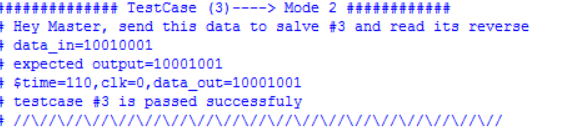 ############## TestCase (3)----> Mode 2 ############
# Hey Master, send this data to salve #3 and read its reverse
# data_in=10010001
# expected output=10001001
# $time=110,clk=0,data_out=10001001
# testcase #3 is passed successfuly
# //\\//\\//\\//\\//\\//\\//\\//\\//\\//\\//\\//\\//\\//\\//